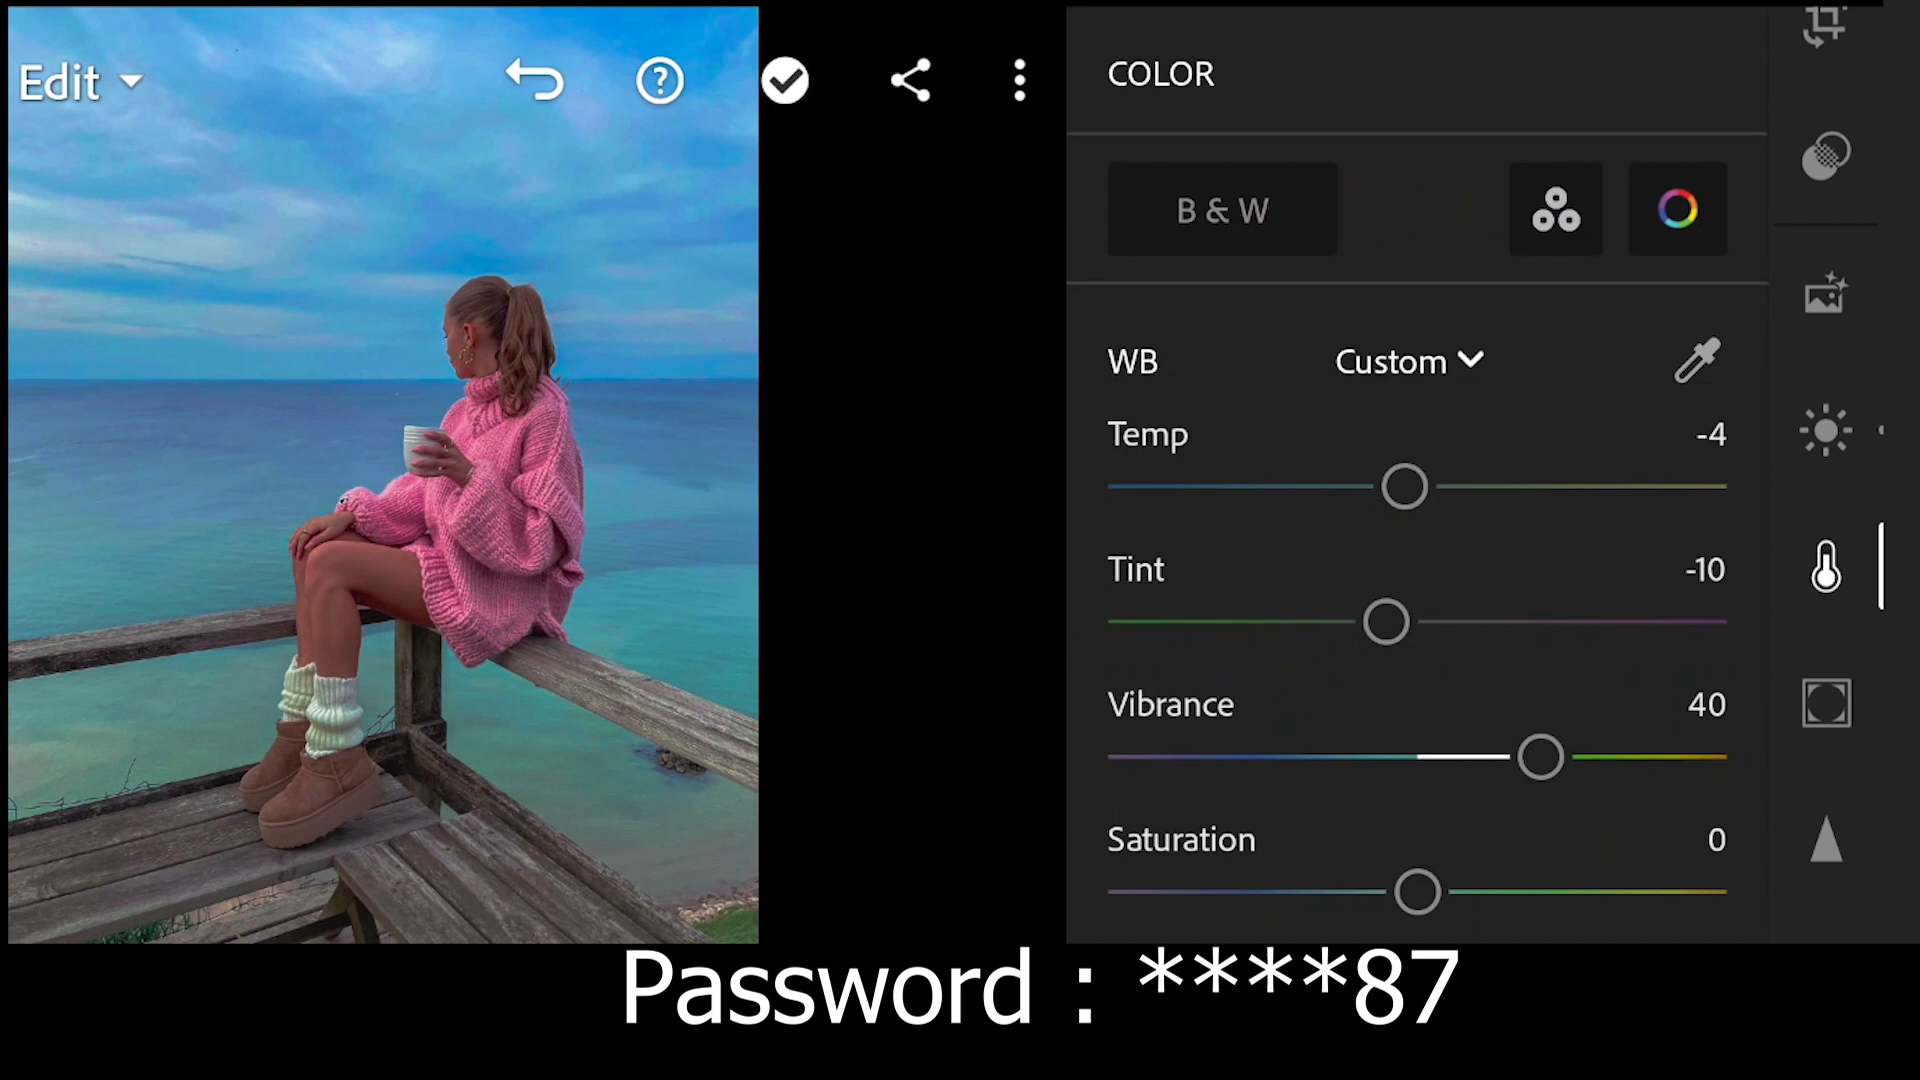 Edit
COLOR
B & W
WB Custom
Temp -4
Tint -10
Vibrance 40
Saturation 0
Password : ****87